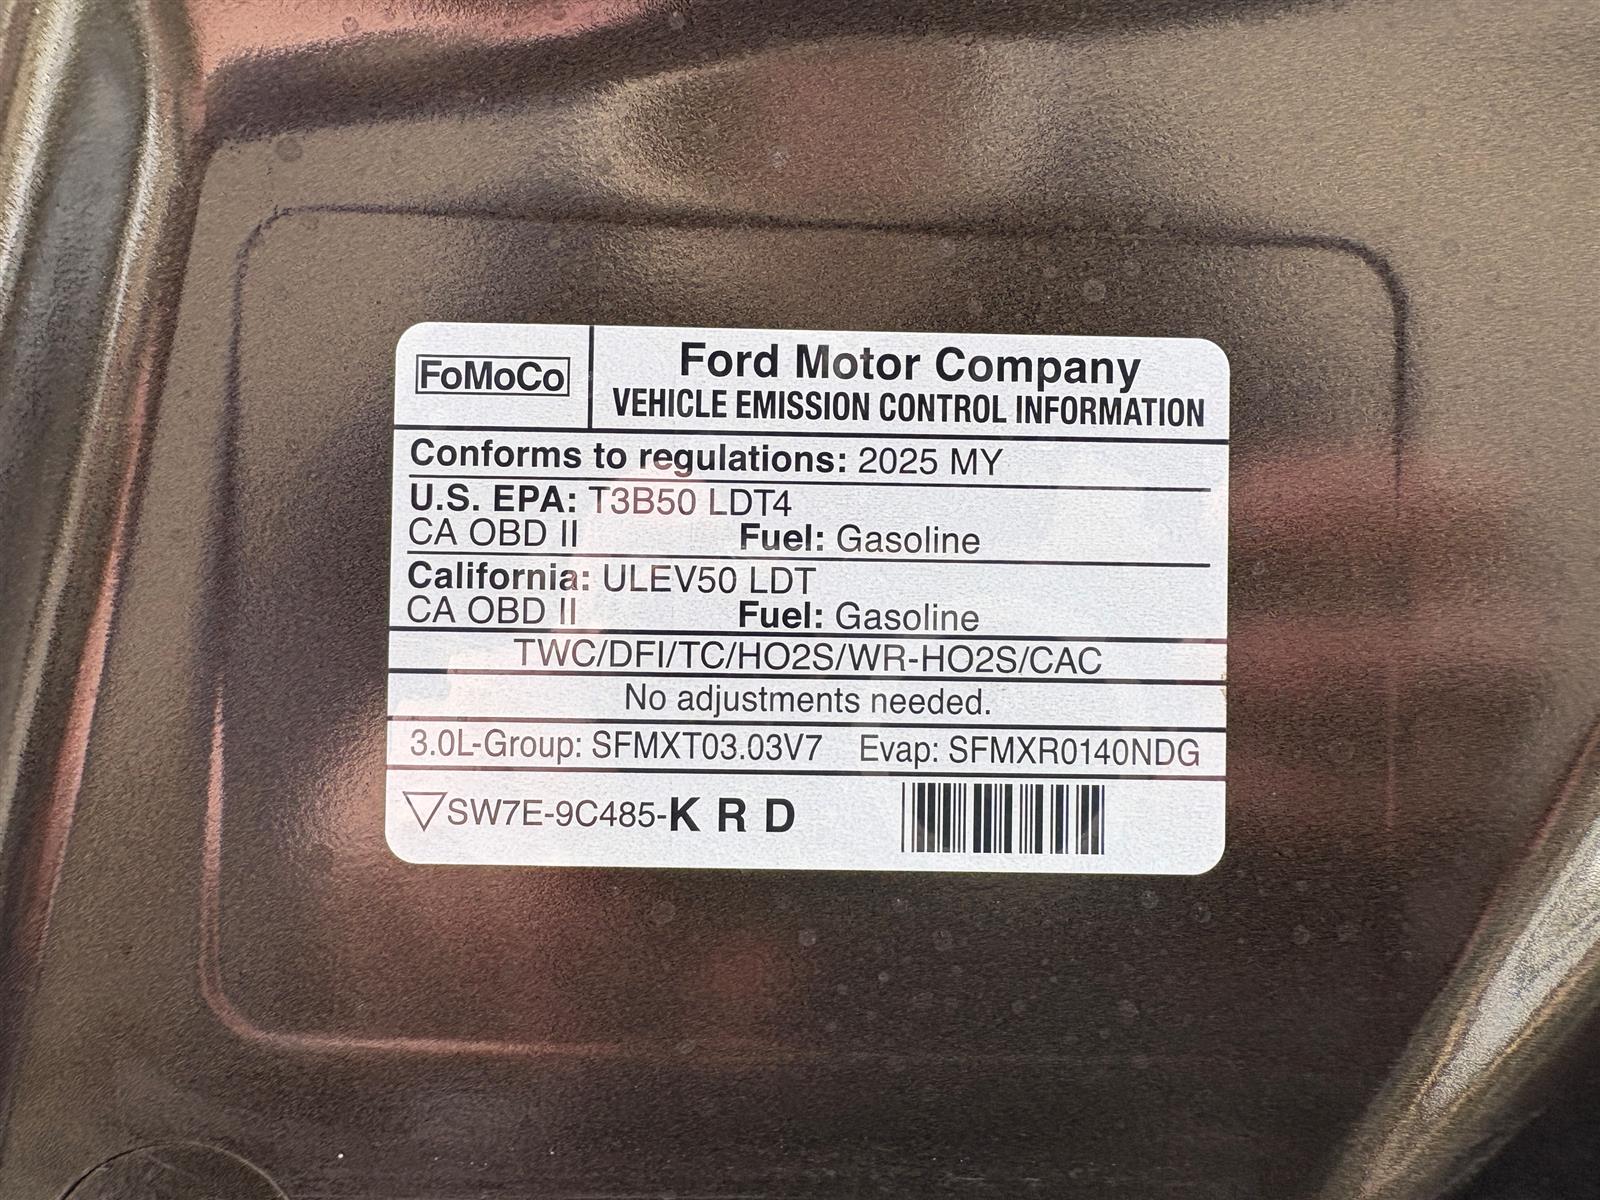 FoMoCo
Ford Motor Company
VEHICLE EMISSION CONTROL INFORMATION
Conforms to regulations: 2025 MY
U.S. EPA: T3B50 LDT4
CA OBD II Fuel: Gasoline
California: ULEV50 LDT
CA OBD II Fuel: Gasoline
TWC/DFI/TC/HO2S/WR-HO2S/CAC
No adjustments needed.
3.0L-Group: SFMXT03.03V7 Evap: SFMXR0140NDG
SW7E-9C485-K R D